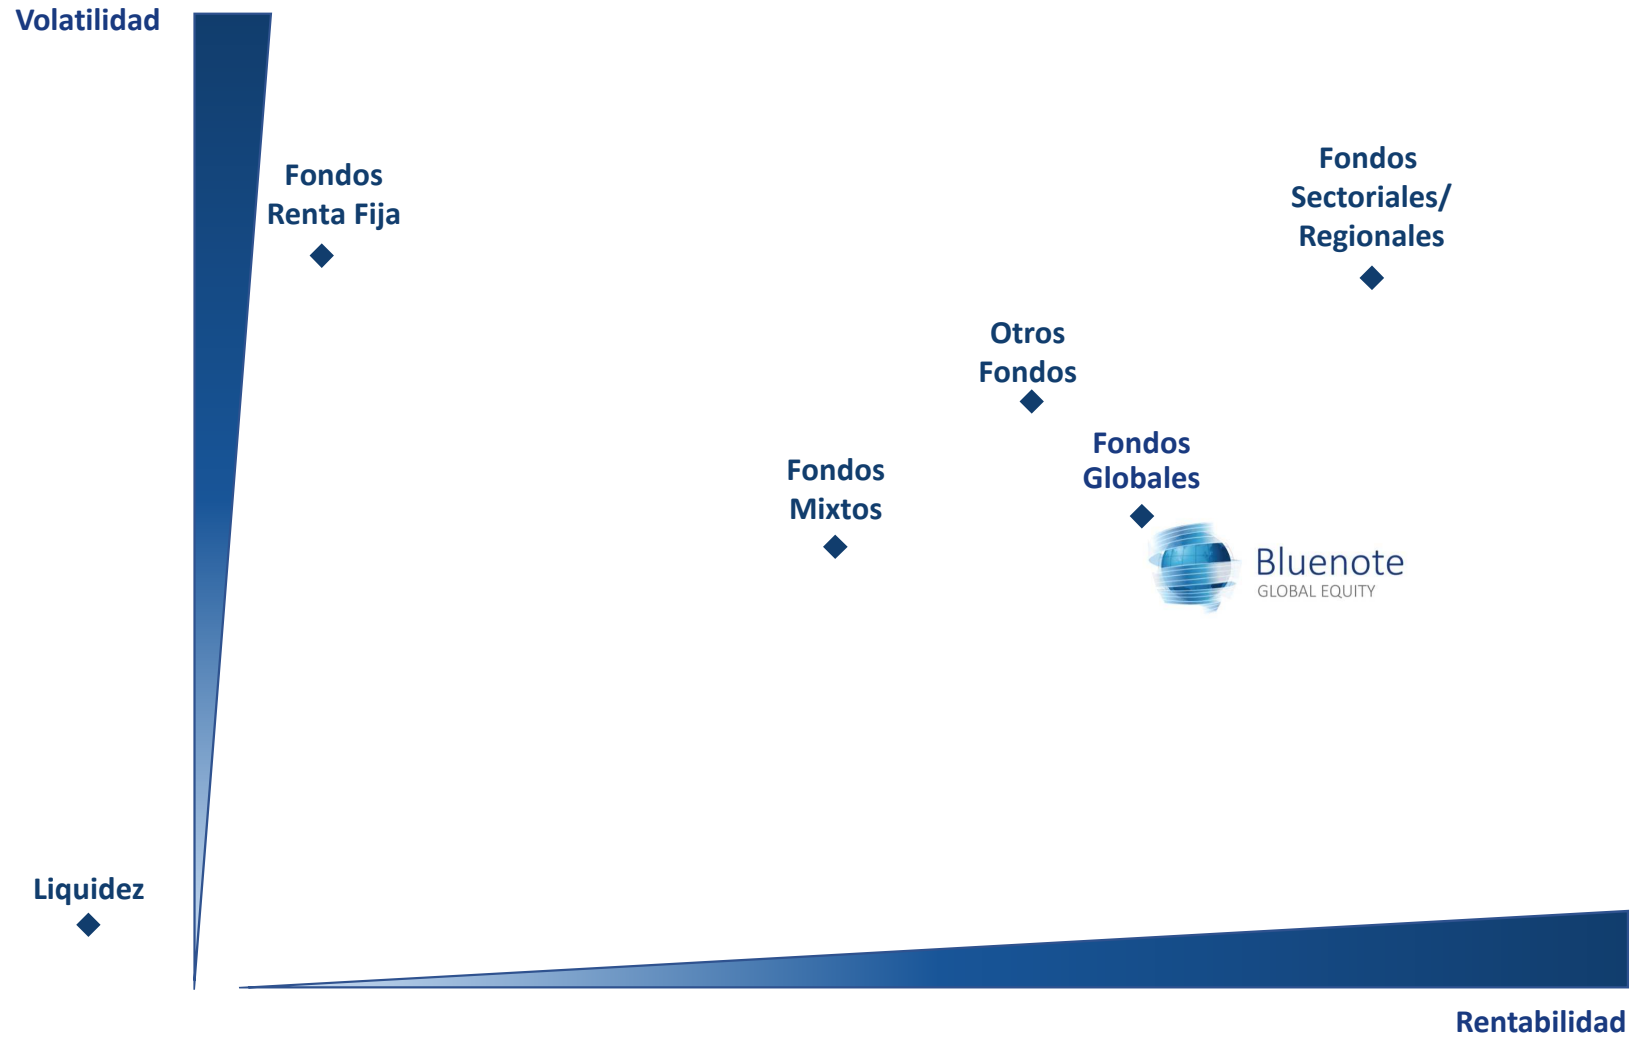 Volatilidad
Fondos
Renta Fija
Fondos
Sectoriales/
Regionales
Otros
Fondos
Fondos
Globales
Fondos
Mixtos
Bluenote
GLOBAL EQUITY
Liquidez
Rentabilidad